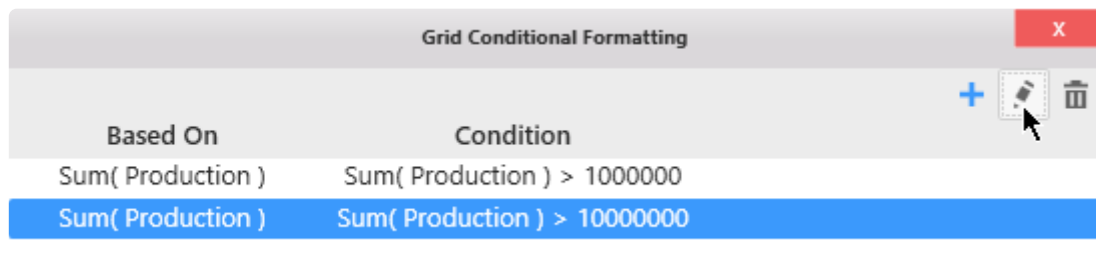 Grid Conditional Formatting
X
Based On Condition
Sum( Production ) Sum( Production ) > 1000000
Sum( Production ) Sum( Production ) > 10000000